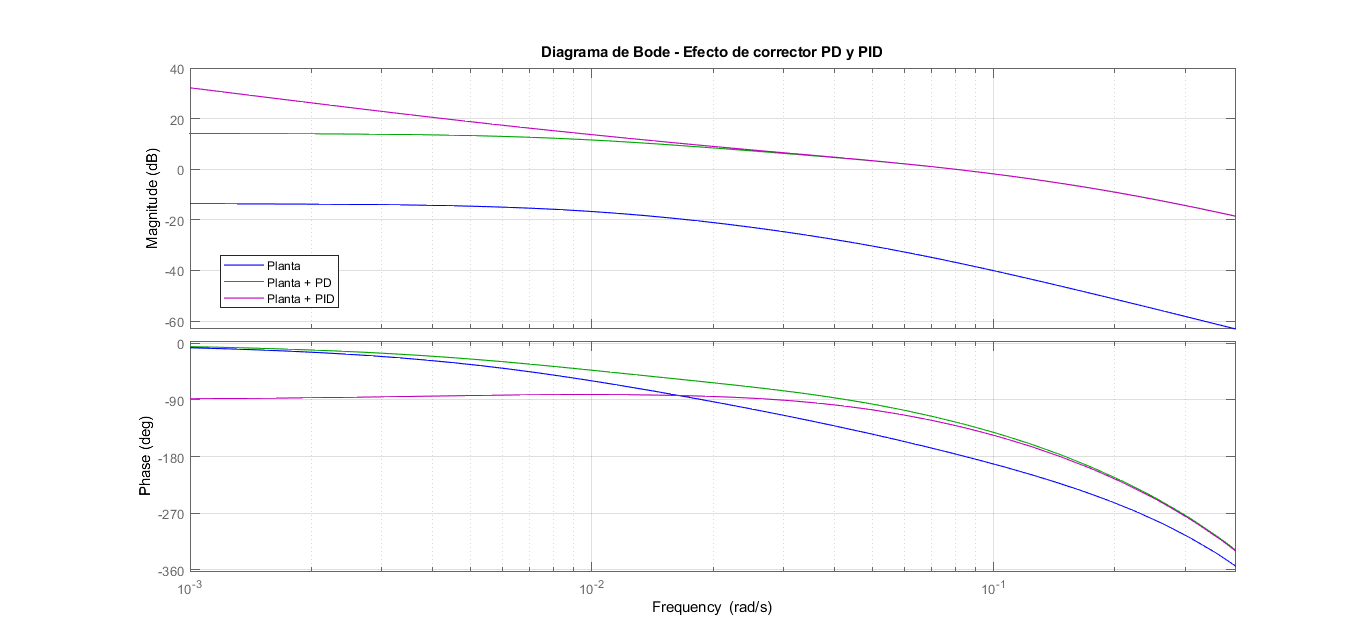 Diagrama de Bode - Efecto de corrector PD y PID
40
20
0
-20
-40
-60
Magnitude (dB)
Planta
Planta + PD
Planta + PID
0
-90
-180
-270
-360
Phase (deg)
10^-3
10^-2
10^-1
Frequency (rad/s)